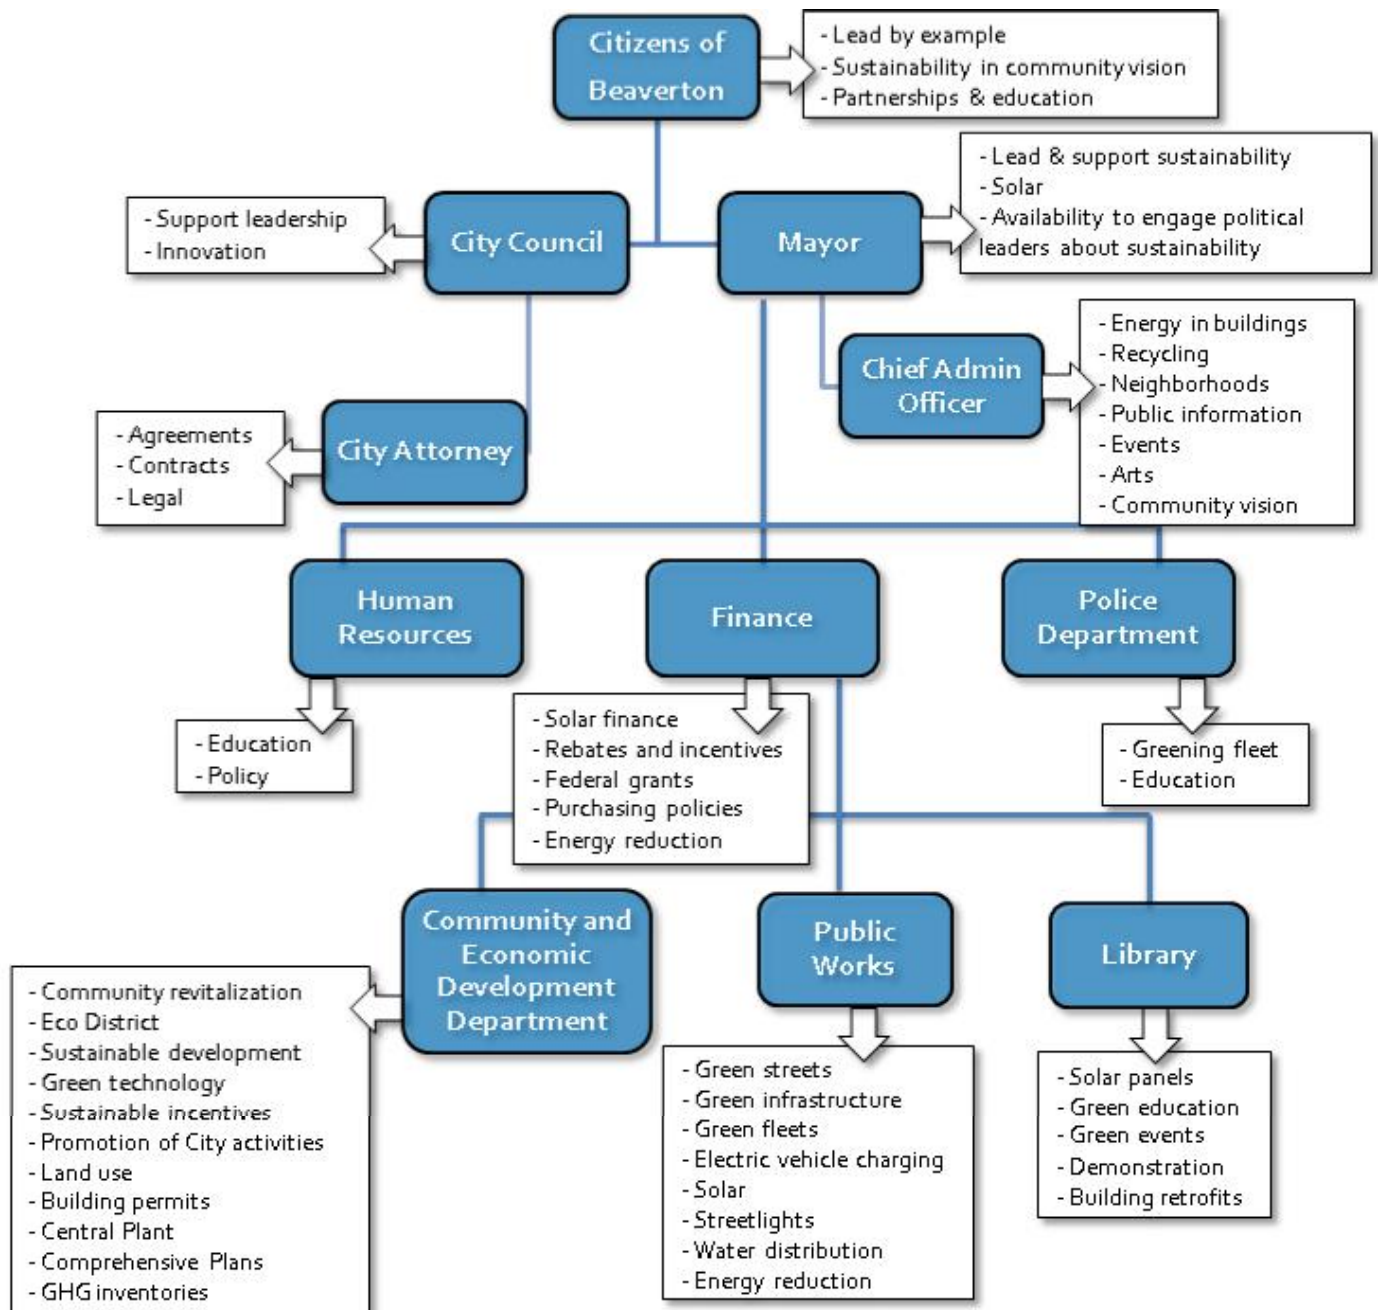 Citizens of
Beaverton
- Lead by example
- Sustainability in community vision
- Partnerships & education
City Council
- Support leadership
- Innovation
Mayor
- Lead & support sustainability
- Solar
- Availability to engage political
leaders about sustainability
Chief Admin
Officer
- Energy in buildings
- Recycling
- Neighborhoods
- Public information
- Events
- Arts
- Community vision
City Attorney
- Agreements
- Contracts
- Legal
Human
Resources
- Education
- Policy
Finance
- Solar finance
- Rebates and incentives
- Federal grants
- Purchasing policies
- Energy reduction
Police
Department
- Greening fleet
- Education
Community and
Economic
Development
Department
- Community revitalization
- Eco District
- Sustainable development
- Green technology
- Sustainable incentives
- Promotion of City activities
- Land use
- Building permits
- Central Plant
- Comprehensive Plans
- GHG inventories
Public
Works
- Green streets
- Green infrastructure
- Green fleets
- Electric vehicle charging
- Solar
- Streetlights
- Water distribution
- Energy reduction
Library
- Solar panels
- Green education
- Green events
- Demonstration
- Building retrofits